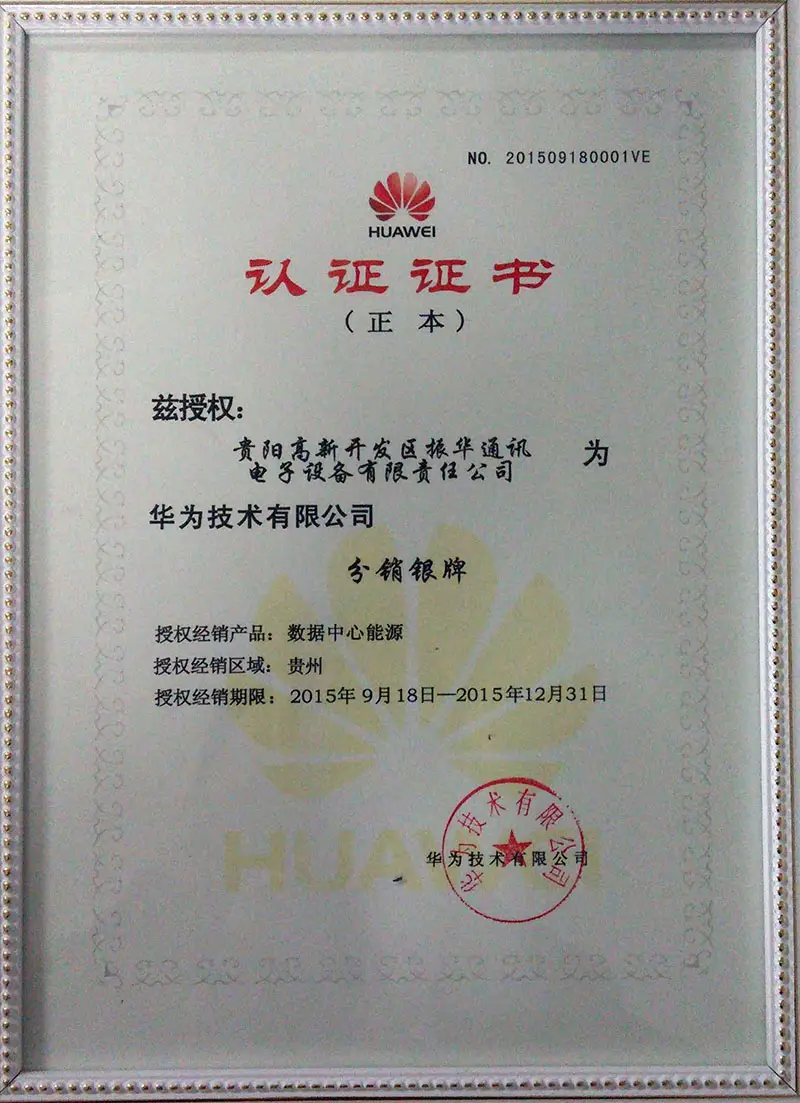 NO. 201509180001VE
HUAWEI
认证证书
（正 本）
兹授权：
贵阳高新开发区振华通讯
电子设备有限责任公司
为
华为技术有限公司
分销银牌
授权经销产品：数据中心能源
授权经销区域：贵州
授权经销期限：2015年9月18日—2015年12月31日
华为技术有限公司
华为技术有限公司
HUAWEI